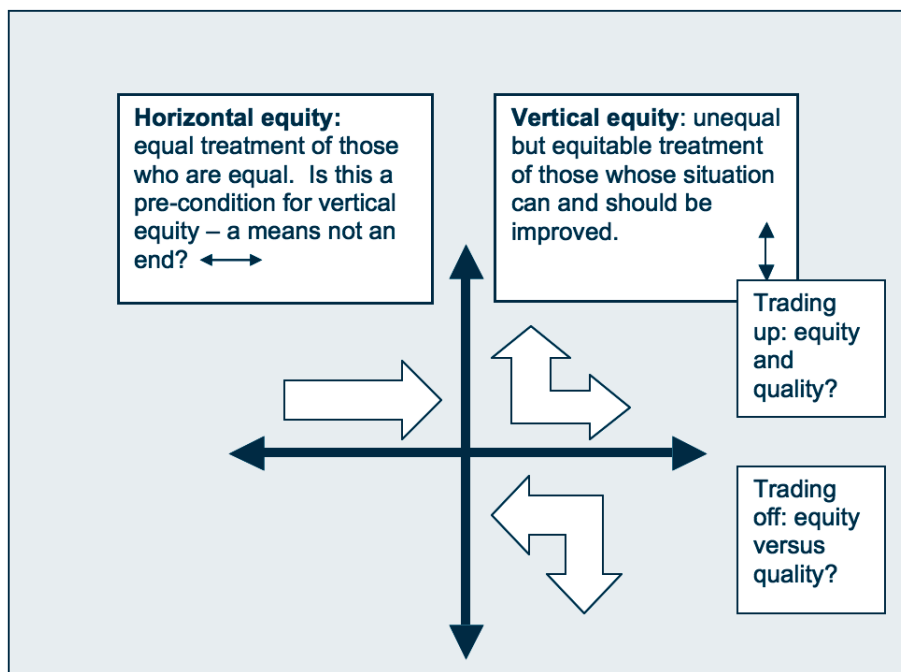 Horizontal equity:
equal treatment of those
who are equal.  Is this a
pre-condition for vertical
equity – a means not an
end?
Vertical equity: unequal
but equitable treatment
of those whose situation
can and should be
improved.
Trading
up: equity
and
quality?
Trading
off: equity
versus
quality?